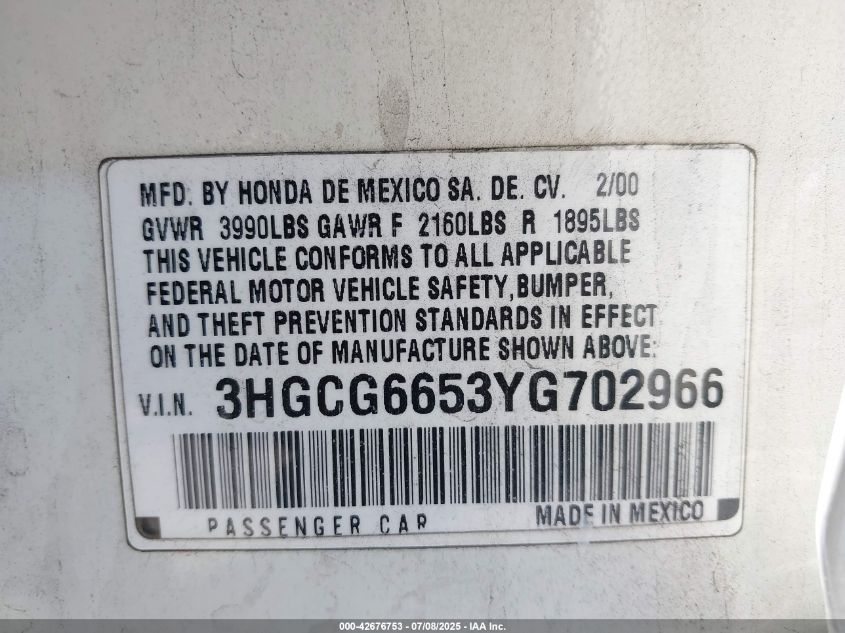 MFD. BY HONDA DE MEXICO SA. DE. CV. 2/00
GVWR 3990LBS GAWR F 2160LBS R 1895LBS
THIS VEHICLE CONFORMS TO ALL APPLICABLE
FEDERAL MOTOR VEHICLE SAFETY, BUMPER,
AND THEFT PREVENTION STANDARDS IN EFFECT
ON THE DATE OF MANUFACTURE SHOWN ABOVE:
V.I.N. 3HGCG6653YG702966
PASSENGER CAR MADE IN MEXICO
000-42676753 - 07/08/2025 - IAA Inc.